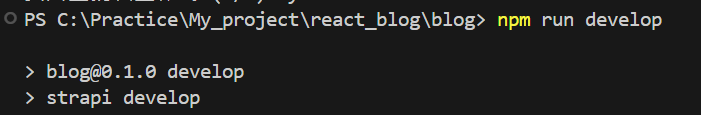 PS C:\Practice\My_project\react_blog\blog> npm run develop
> blog@0.1.0 develop
> strapi develop